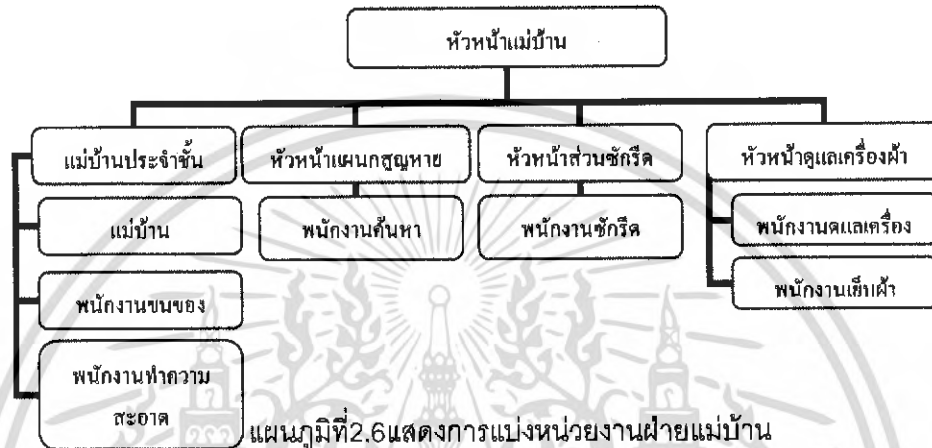 หัวหน้าแม่บ้าน
แม่บ้านประจำชั้น
หัวหน้าแผนกสูญหาย
หัวหน้าส่วนซักรีด
หัวหน้าดูแลเครื่องผ้า
แม่บ้าน
พนักงานค้นหา
พนักงานซักรีด
พนักงานดูแลเครื่อง
พนักงานขนของ
พนักงานเย็บผ้า
พนักงานทำความ
สะอาด
แผนภูมิที่2.6แสดงการแบ่งหน่วยงานฝ่ายแม่บ้าน